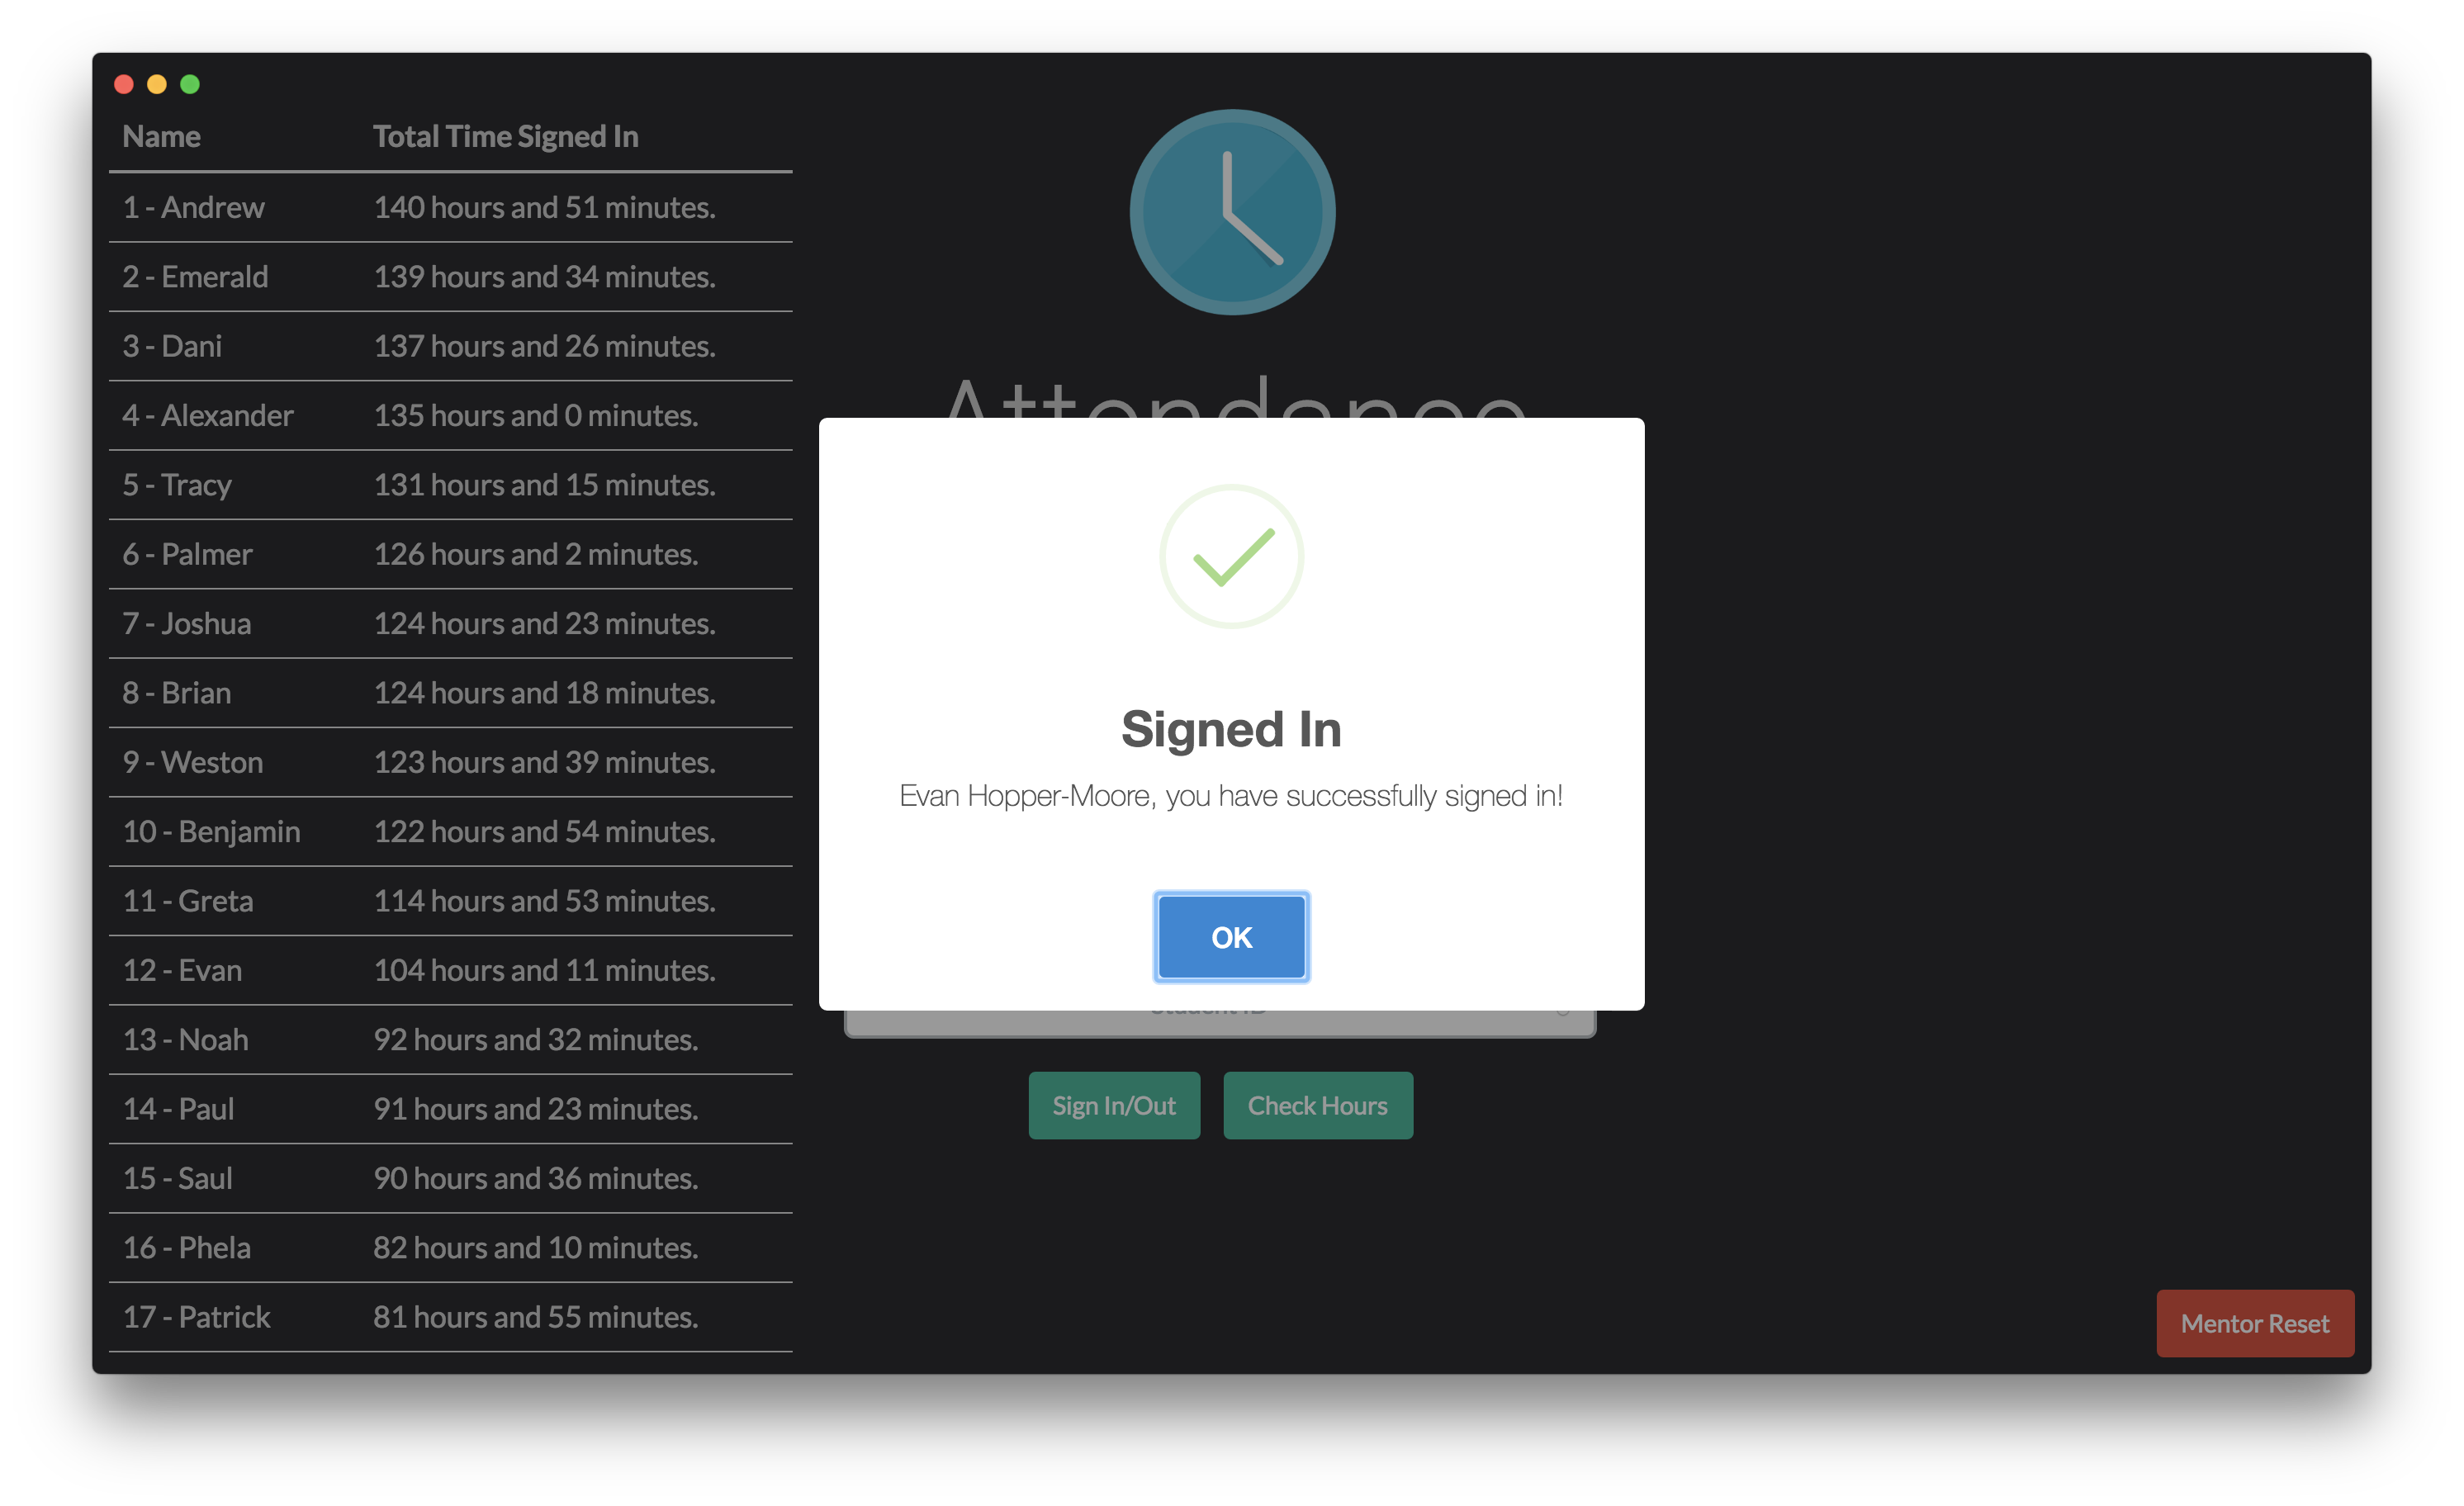 Name Total Time Signed In
1 - Andrew 140 hours and 51 minutes.
2 - Emerald 139 hours and 34 minutes.
3 - Dani 137 hours and 26 minutes.
4 - Alexander 135 hours and 0 minutes.
5 - Tracy 131 hours and 15 minutes.
6 - Palmer 126 hours and 2 minutes.
7 - Joshua 124 hours and 23 minutes.
8 - Brian 124 hours and 18 minutes.
9 - Weston 123 hours and 39 minutes.
10 - Benjamin 122 hours and 54 minutes.
11 - Greta 114 hours and 53 minutes.
12 - Evan 104 hours and 11 minutes.
13 - Noah 92 hours and 32 minutes.
14 - Paul 91 hours and 23 minutes.
15 - Saul 90 hours and 36 minutes.
16 - Phela 82 hours and 10 minutes.
17 - Patrick 81 hours and 55 minutes.
Attendance
Signed In
Evan Hopper-Moore, you have successfully signed in!
OK
Student ID
Sign In/Out Check Hours
Mentor Reset